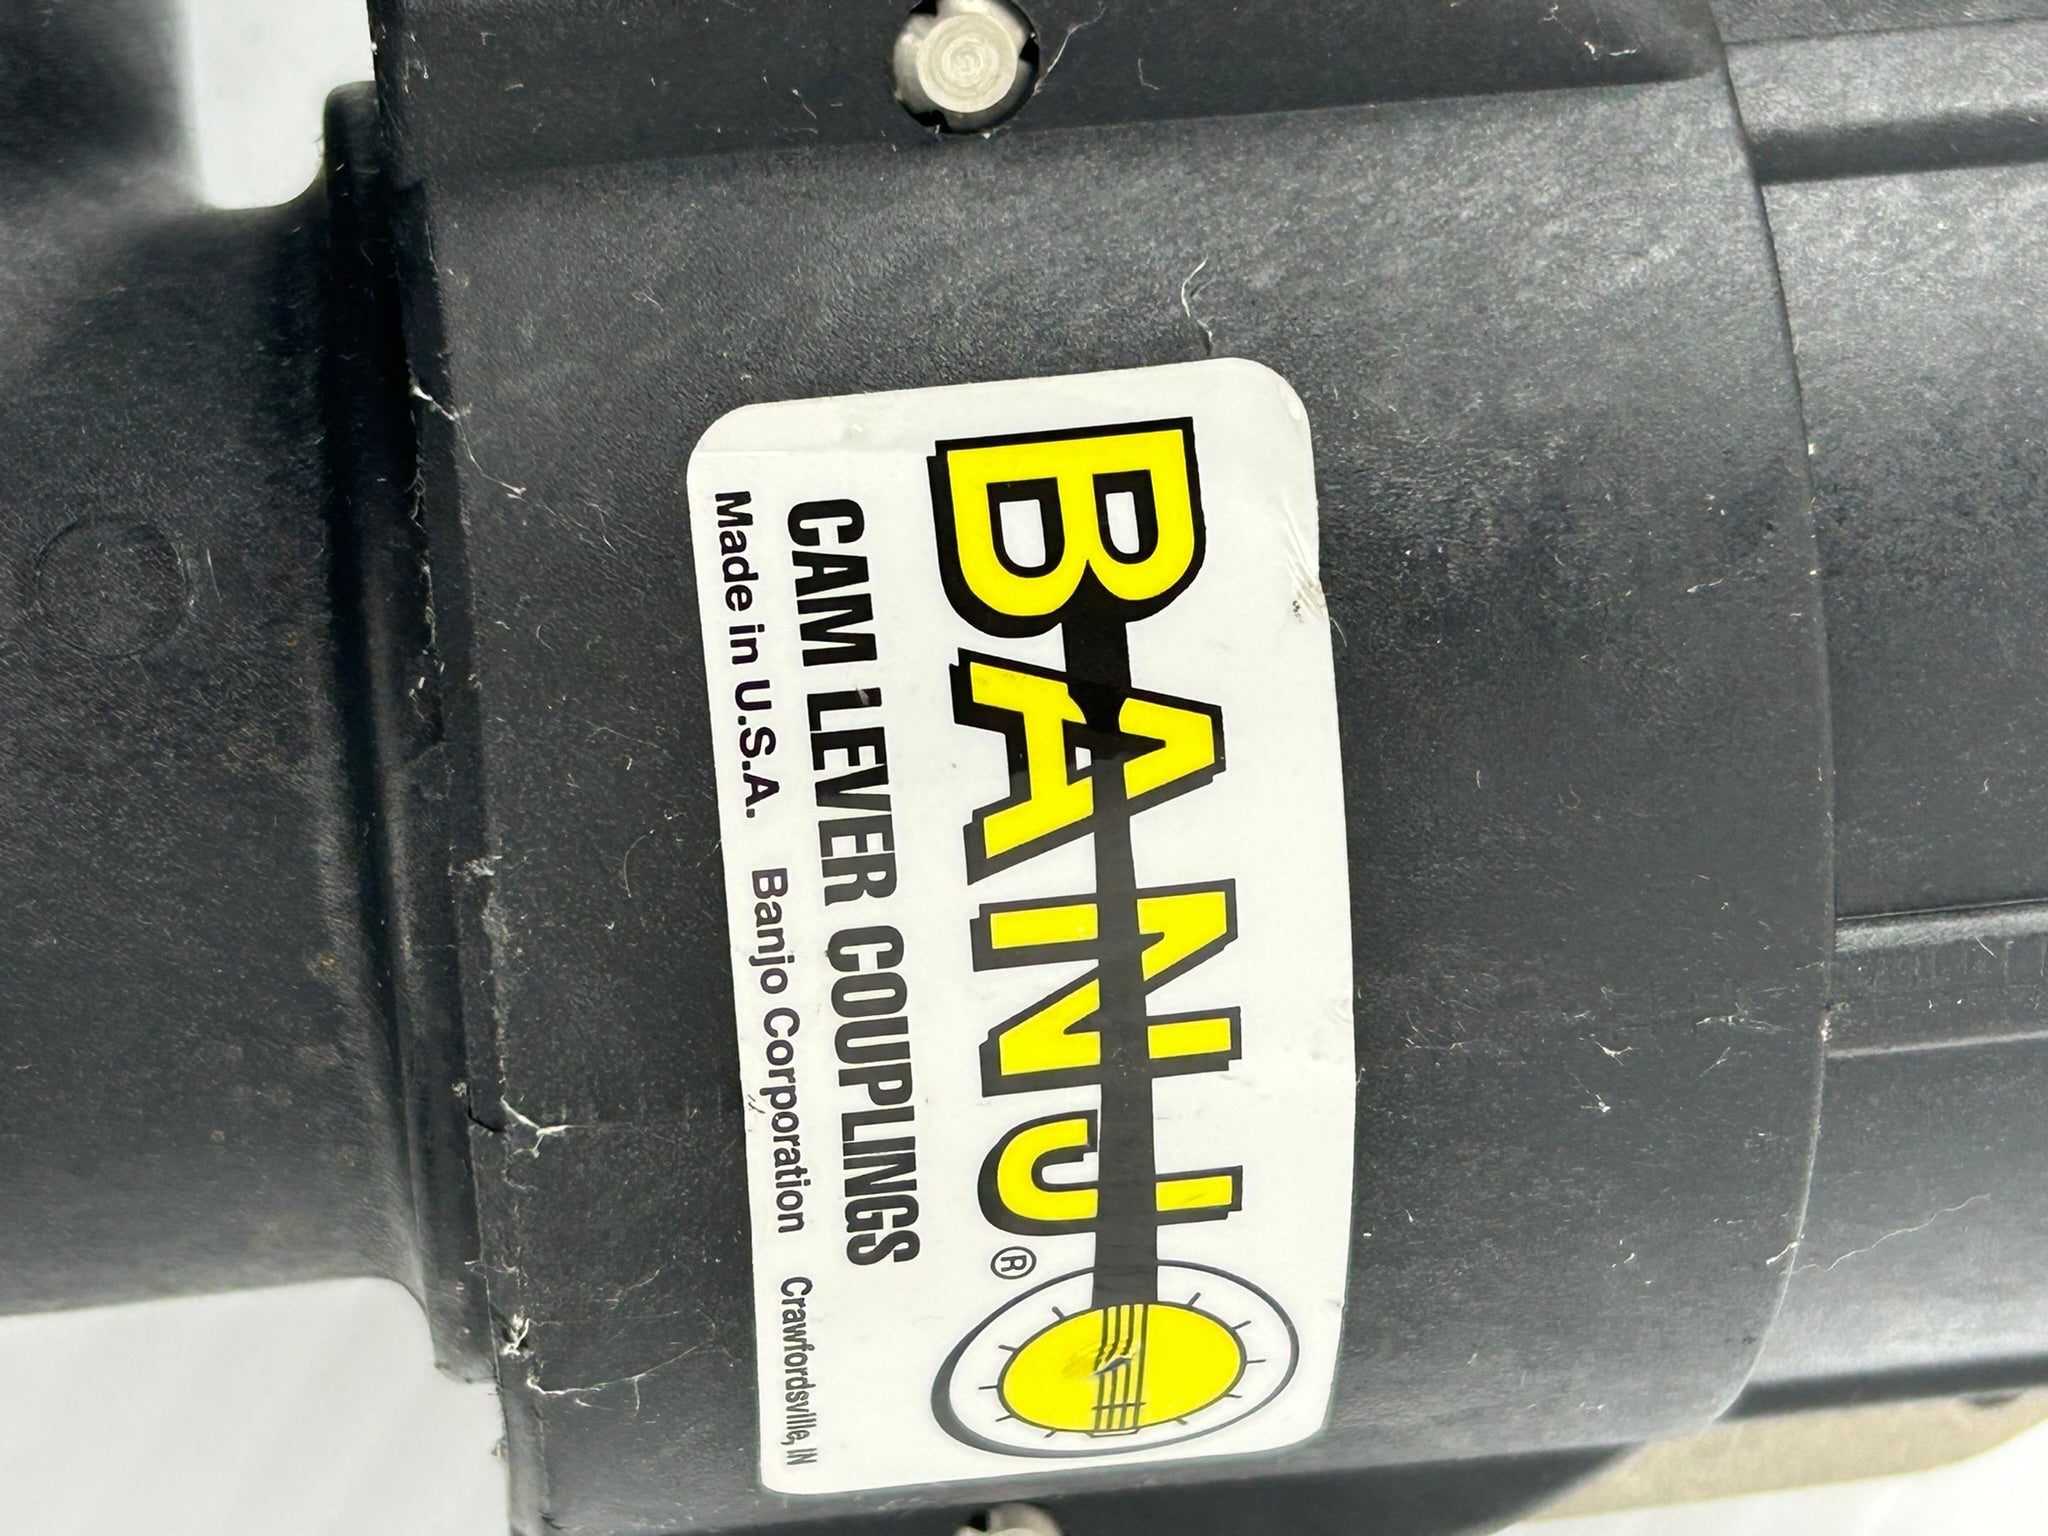 BANJO®
CAM LEVER COUPLINGS
Made in U.S.A. Banjo Corporation Crawfordsville, IN